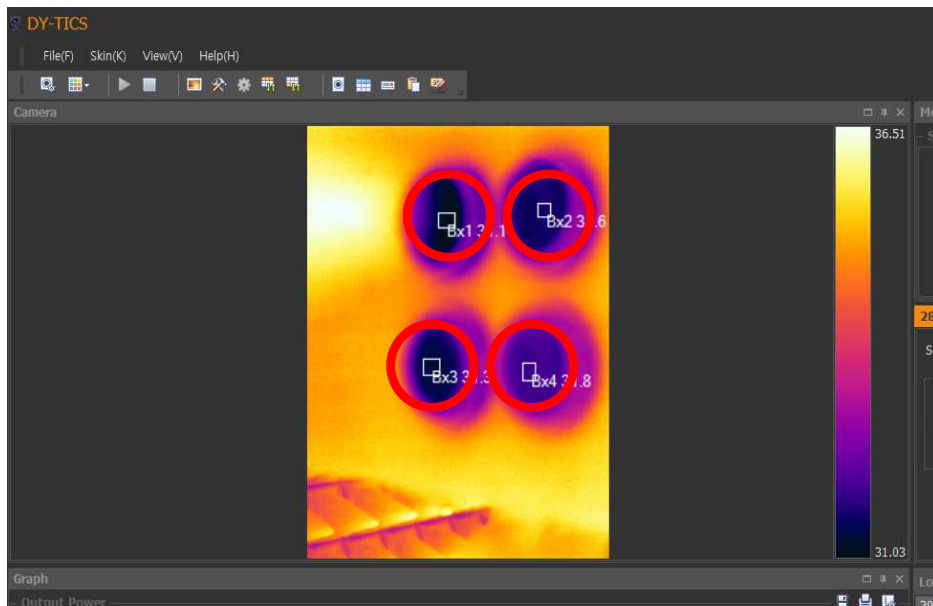 DY-TICS
File(F) Skin(K) View(V) Help(H)
Camera
36.51
Bx1
Bx2
Bx3
Bx4
31.03
Graph
Output Power